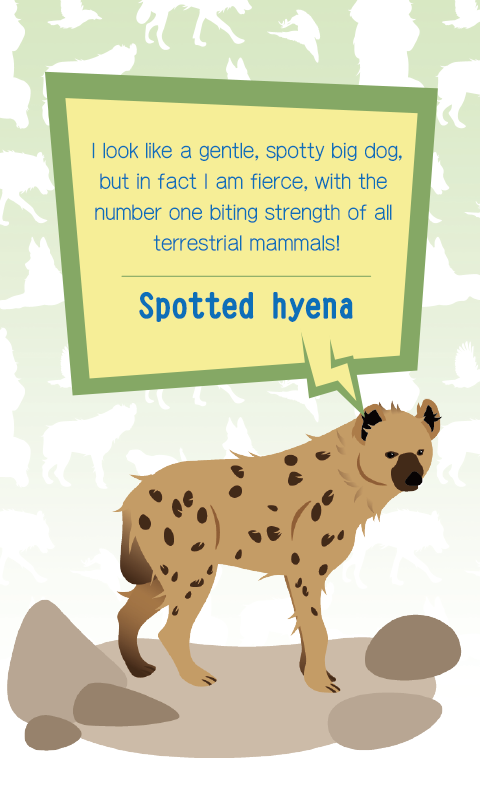 I look like a gentle, spotty big dog,
but in fact I am fierce, with the
number one biting strength of all
terrestrial mammals!
Spotted hyena